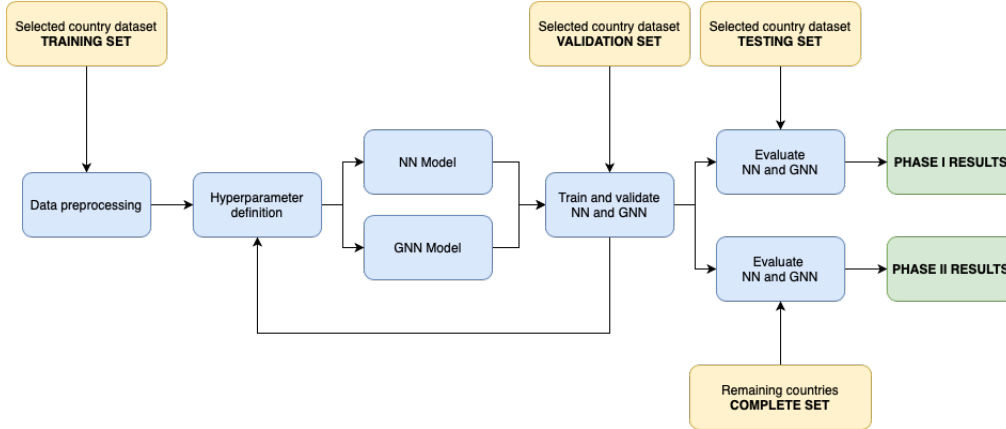 Selected country dataset
TRAINING SET
Selected country dataset
VALIDATION SET
Selected country dataset
TESTING SET
NN Model
Evaluate
NN and GNN
PHASE I RESULTS
Data preprocessing
Hyperparameter
definition
Train and validate
NN and GNN
GNN Model
Evaluate
NN and GNN
PHASE II RESULTS
Remaining countries
COMPLETE SET